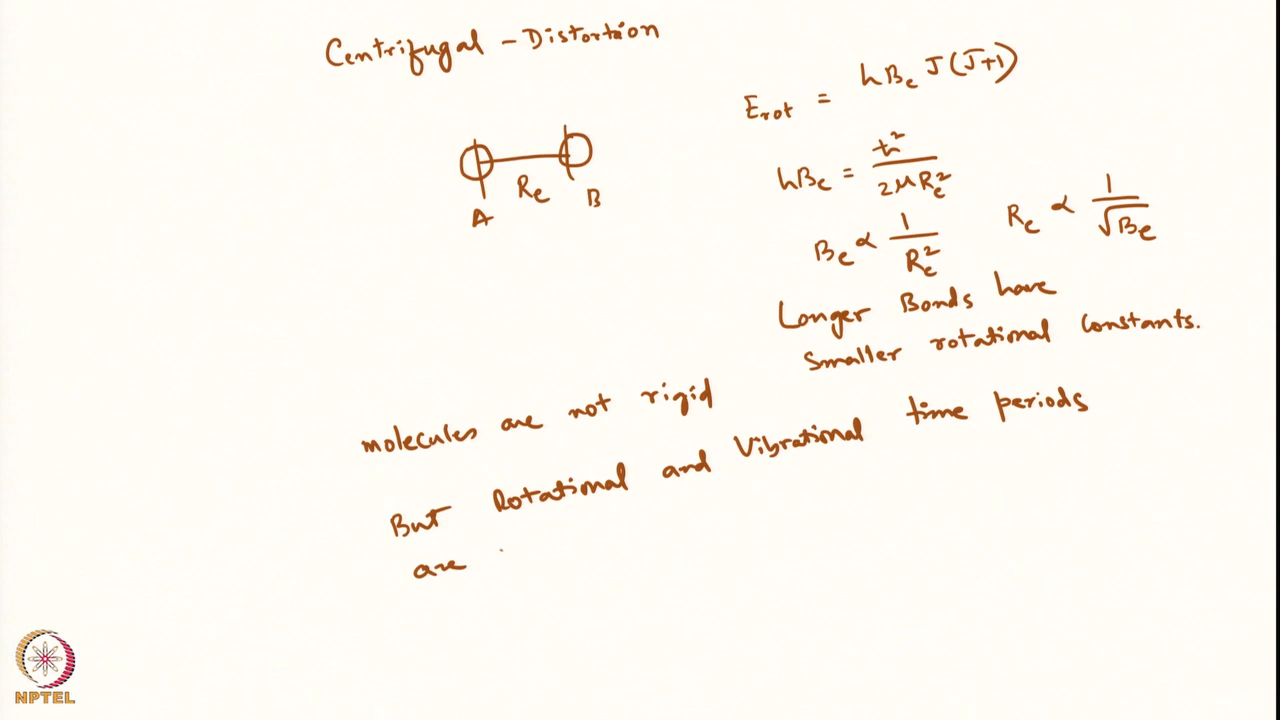 Centrifugal - Distortion
R_e
A B
E_rot = hB_e J(J+1)
hB_e = ħ² / 2μR_e²
B_e ∝ 1 / R_e² R_e ∝ 1 / √B_e
Longer Bonds have
Smaller rotational constants.
molecules are not rigid
But Rotational and Vibrational time periods
are
NPTEL